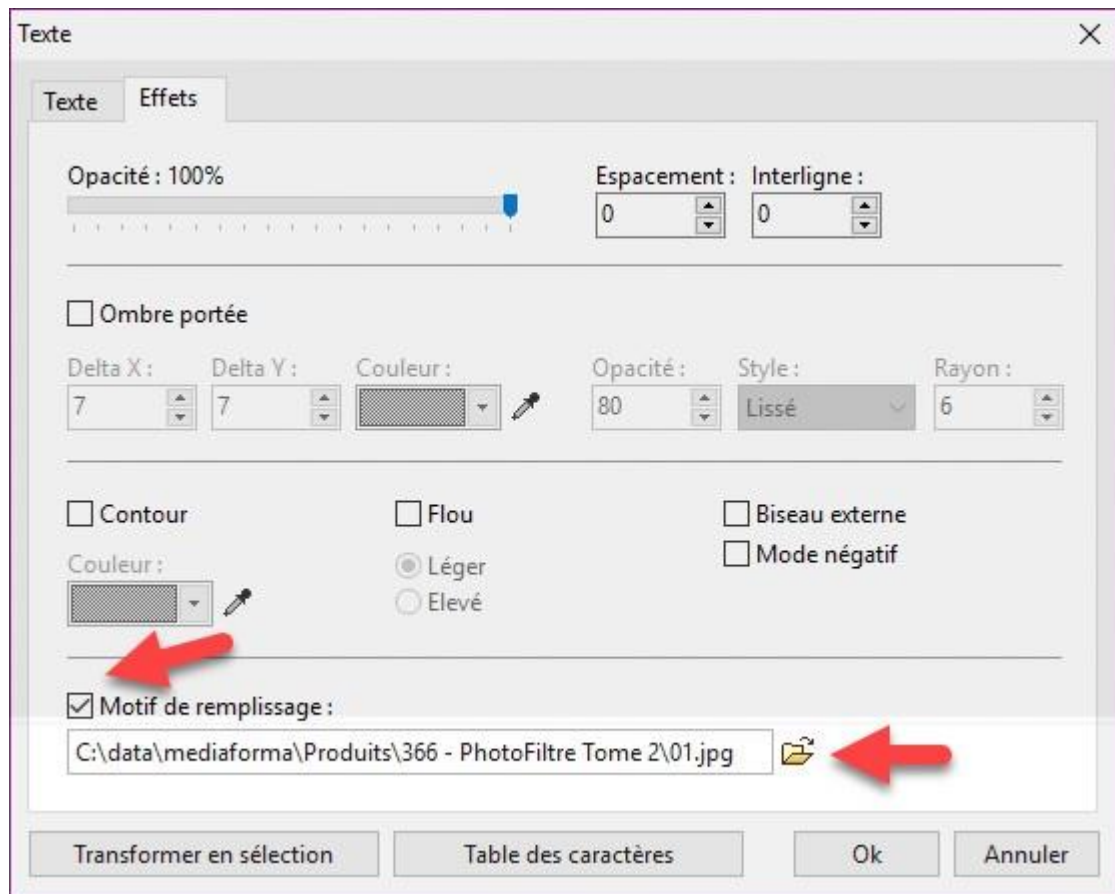 Texte
Texte Effets
Opacité : 100% Espacement : Interligne :
0 0
Ombre portée
Delta X : Delta Y : Couleur : Opacité : Style : Rayon :
7 7 80 Lissé 6
Contour Flou Biseau externe
Mode négatif
Couleur : Léger
Elevé
Motif de remplissage :
C:\data\mediaforma\Produits\366 - PhotoFiltre Tome 2\01.jpg
Transformer en sélection Table des caractères Ok Annuler